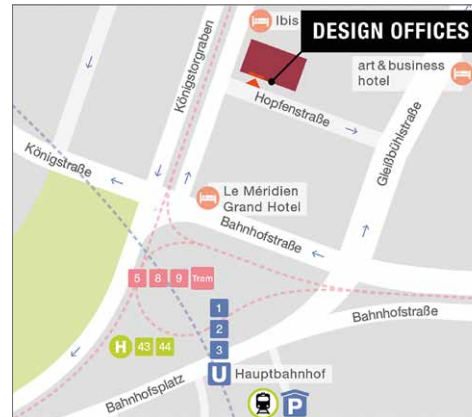 Ibis
DESIGN OFFICES
art & business
hotel
Königstorgraben
Hopfenstraße
Gleißbühlstraße
Königstraße
Le Méridien
Grand Hotel
Bahnhofstraße
5 8 9 Tram
1
2
3
Bahnhofstraße
H 43 44
U Hauptbahnhof
Bahnhofsplatz
P